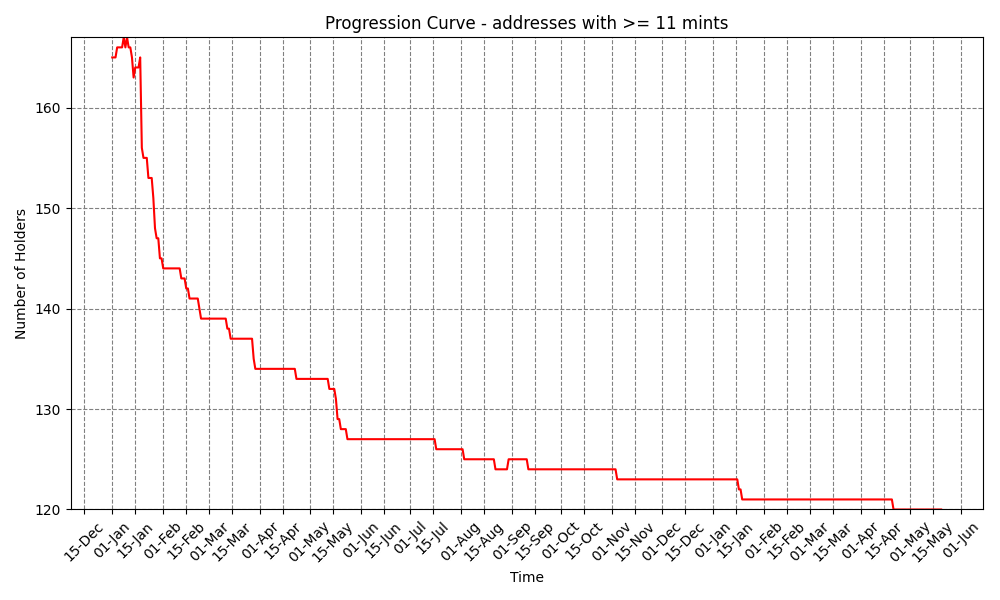 Progression Curve - addresses with >= 11 mints
Number of Holders
160
150
140
130
120
15-Dec
01-Jan
15-Jan
01-Feb
15-Feb
01-Mar
15-Mar
01-Apr
15-Apr
01-May
15-May
01-Jun
15-Jun
01-Jul
15-Jul
01-Aug
15-Aug
01-Sep
15-Sep
01-Oct
15-Oct
01-Nov
15-Nov
01-Dec
15-Dec
01-Jan
15-Jan
01-Feb
15-Feb
01-Mar
15-Mar
01-Apr
15-Apr
01-May
15-May
01-Jun
Time